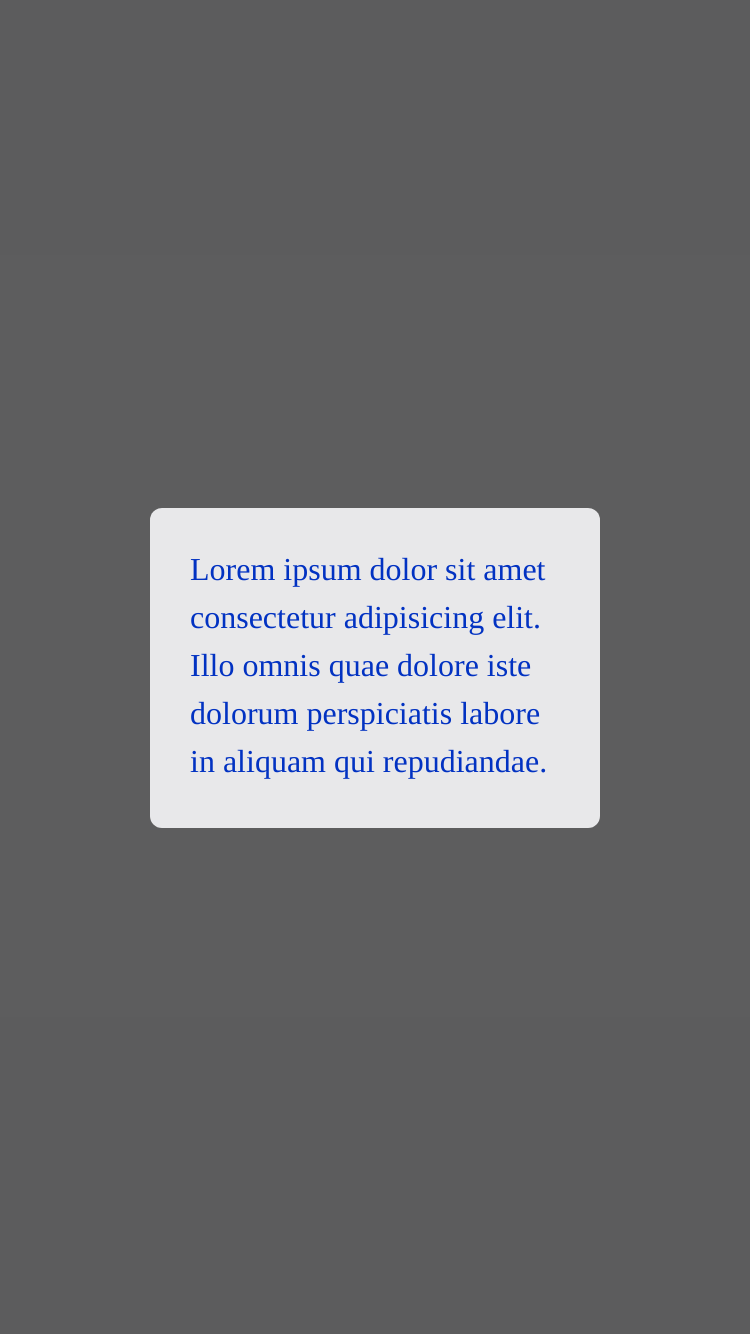 Lorem ipsum dolor sit amet
consectetur adipisicing elit.
Illo omnis quae dolore iste
dolorum perspiciatis labore
in aliquam qui repudiandae.